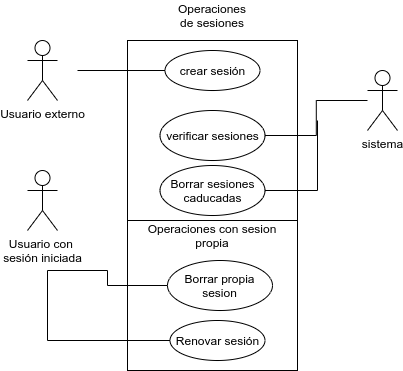 Operaciones
de sesiones
crear sesión
Usuario externo
verificar sesiones
sistema
Borrar sesiones
caducadas
Operaciones con sesion
propia
Usuario con
sesión iniciada
Borrar propia
sesion
Renovar sesión